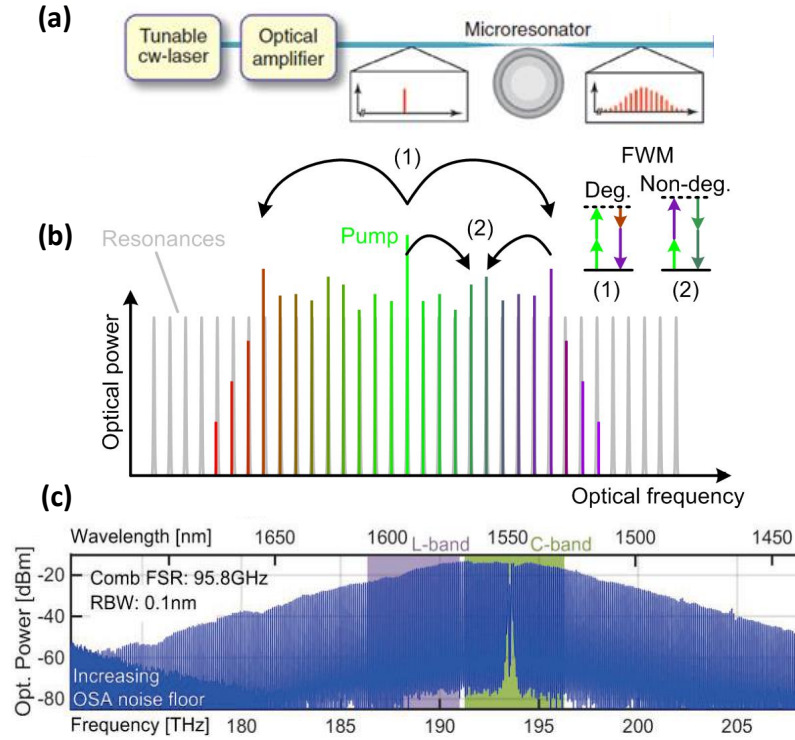 (a)
Tunable
cw-laser
Optical
amplifier
Microresonator
(b)
(1)
FWM
Deg.
Non-deg.
Resonances
Pump
(2)
(1)
(2)
Optical power
Optical frequency
(c)
Wavelength [nm]
1650
1600
1550
1500
1450
L-band
C-band
Opt. Power [dBm]
-20
-40
-60
-80
Comb FSR: 95.8GHz
RBW: 0.1nm
Increasing
OSA noise floor
Frequency [THz]
180
185
190
195
200
205